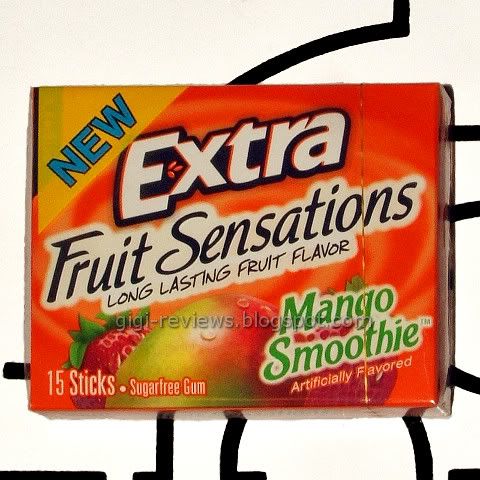 NEW
Extra
Fruit Sensations
LONG LASTING FRUIT FLAVOR
Mango
gigi-reviews.blogspot.com
Smoothie™
Artificially Flavored
15 Sticks • Sugarfree Gum